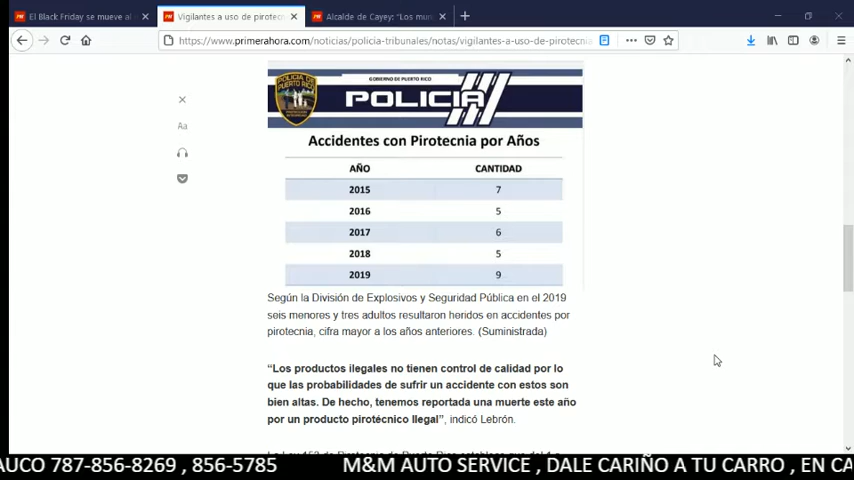 El Black Friday se mueve al
Vigilantes a uso de pirotec
Alcalde de Cayey: "Los mu
https://www.primerahora.com/noticias/policia-tribunales/notas/vigilantes-a-uso-de-pirotecni
Aa
GOBIERNO DE PUERTO RICO
POLICIA
Accidentes con Pirotecnia por Años
AÑO CANTIDAD
2015 7
2016 5
2017 6
2018 5
2019 9
Según la División de Explosivos y Seguridad Pública en el 2019
seis menores y tres adultos resultaron heridos en accidentes por
pirotecnia, cifra mayor a los años anteriores. (Suministrada)
“Los productos ilegales no tienen control de calidad por lo
que las probabilidades de sufrir un accidente con estos son
bien altas. De hecho, tenemos reportada una muerte este año
por un producto pirotécnico Ilegal”, indicó Lebrón.
AUCO 787-856-8269 , 856-5785 M&M AUTO SERVICE , DALE CARIÑO A TU CARRO , EN CA